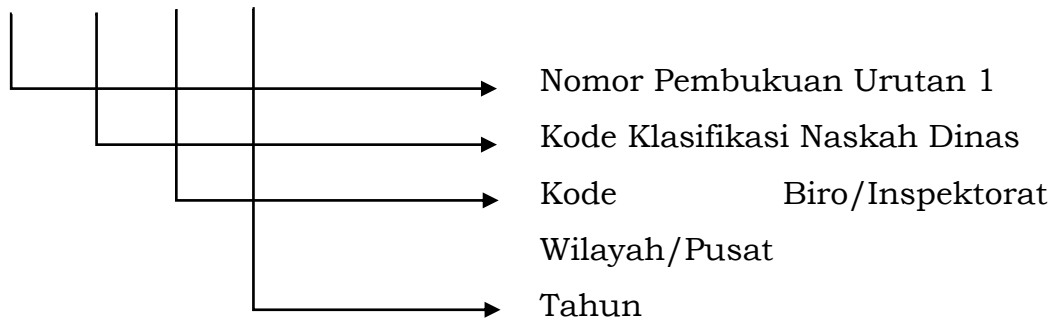 Nomor Pembukuan Urutan 1
Kode Klasifikasi Naskah Dinas
Kode Biro/Inspektorat
Wilayah/Pusat
Tahun